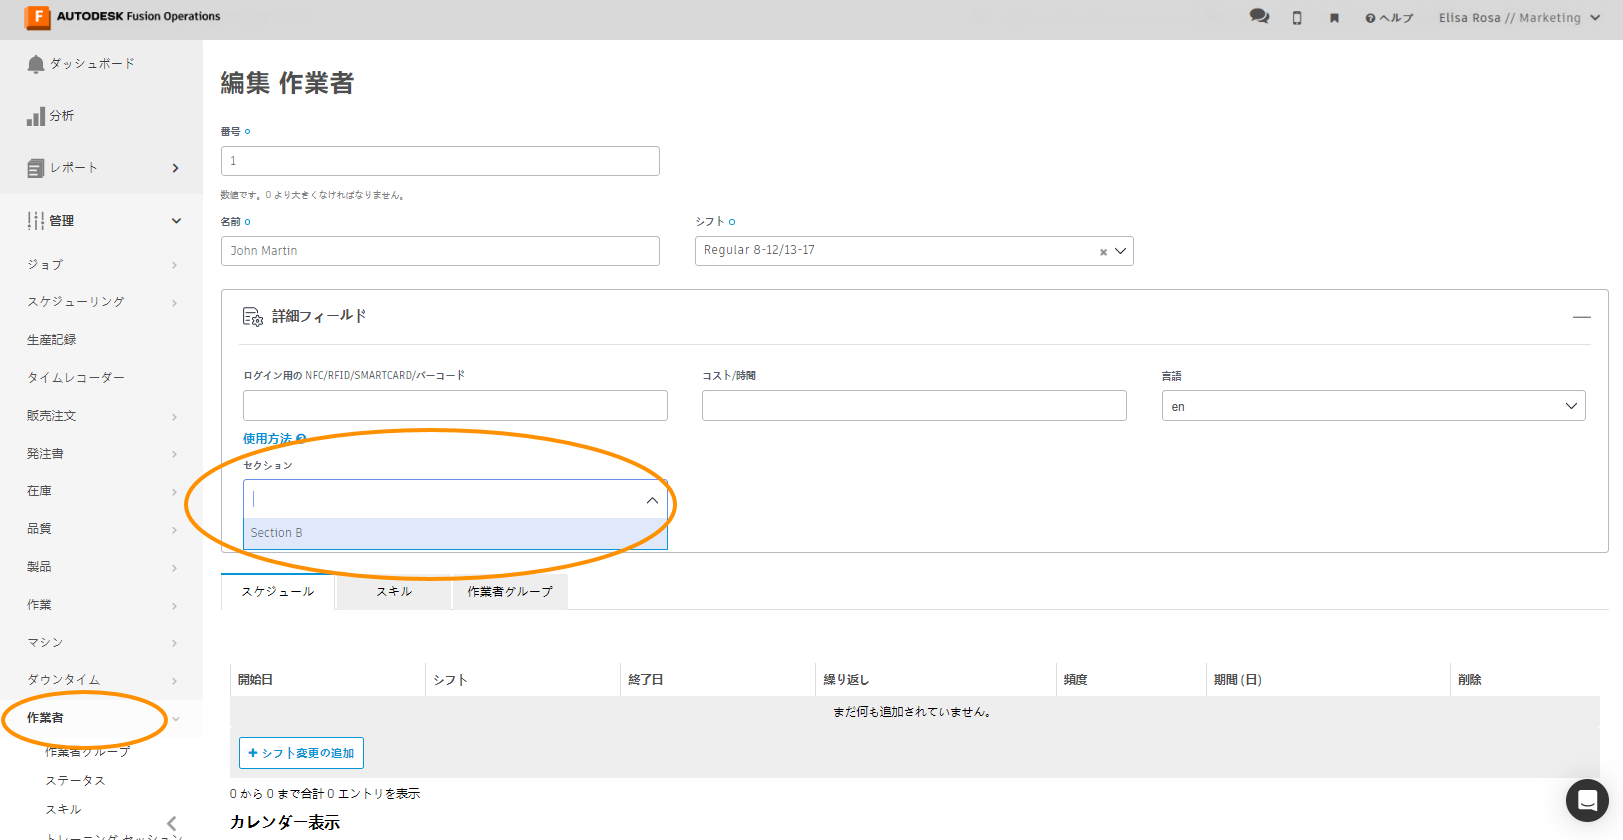 AUTODESK Fusion Operations
ヘルプ
Elisa Rosa // Marketing
ダッシュボード
分析
レポート
管理
ジョブ
スケジューリング
生産記録
タイムレコーダー
販売注文
発注書
在庫
品質
製品
作業
マシン
ダウンタイム
作業者
作業者グループ
ステータス
スキル
トレーニング セッション
編集 作業者
番号
1
数値です。0 より大きくなければなりません。
名前
シフト
John Martin
Regular 8-12/13-17
詳細フィールド
ログイン用の NFC/RFID/SMARTCARD/バーコード
コスト/時間
言語
en
使用方法
セクション
Section B
スケジュール
スキル
作業者グループ
開始日
シフト
終了日
繰り返し
頻度
期間 (日)
削除
まだ何も追加されていません。
+ シフト変更の追加
0 から 0 まで合計 0 エントリを表示
カレンダー表示